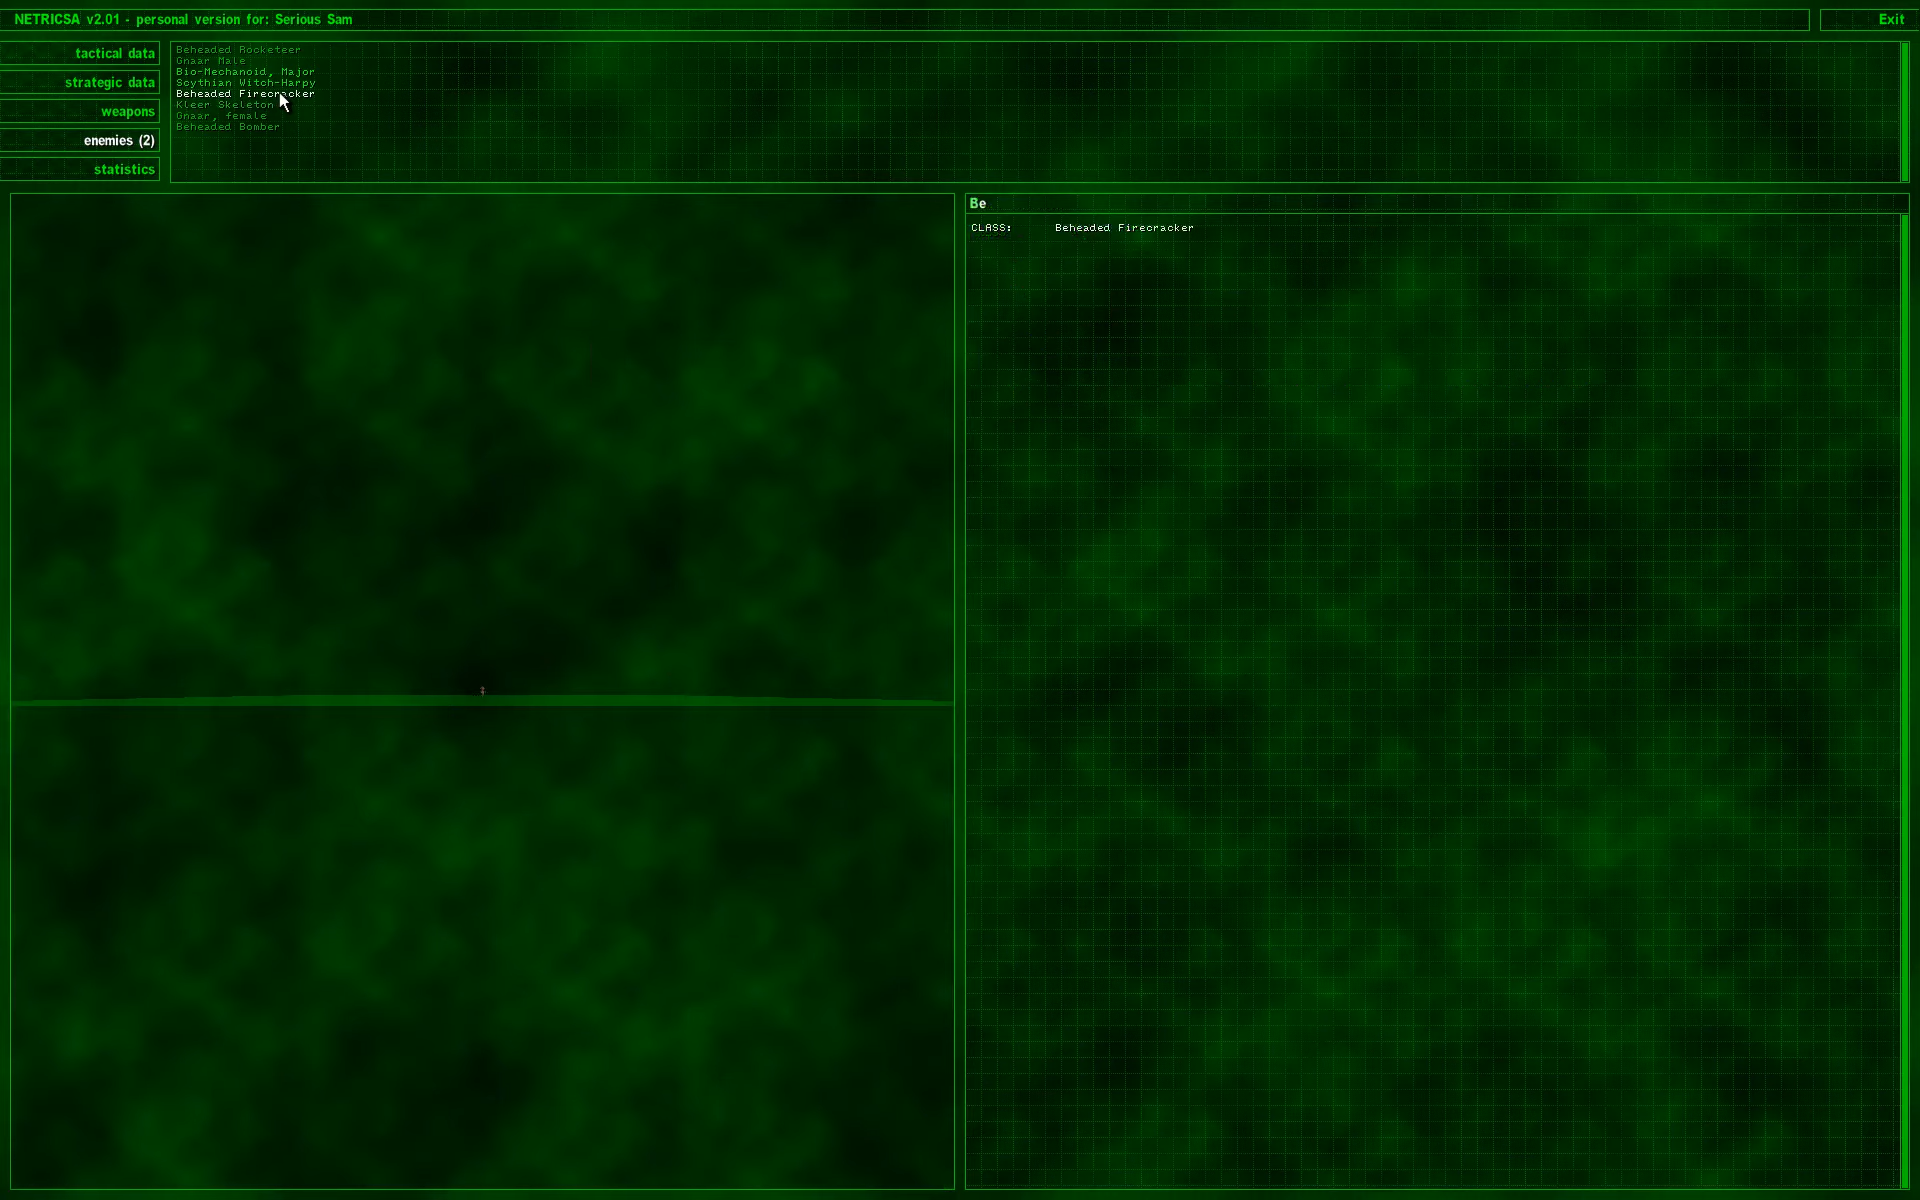 NETRICSA v2.01 - personal version for: Serious Sam
Exit
tactical data
strategic data
weapons
enemies (2)
statistics
Beheaded Rocketeer
Gnaar Male
Bio-Mechanoid, Major
Scythian Witch-Harpy
Beheaded Firecracker
Kleer Skeleton
Gnaar, female
Beheaded Bomber
Be
CLASS: Beheaded Firecracker